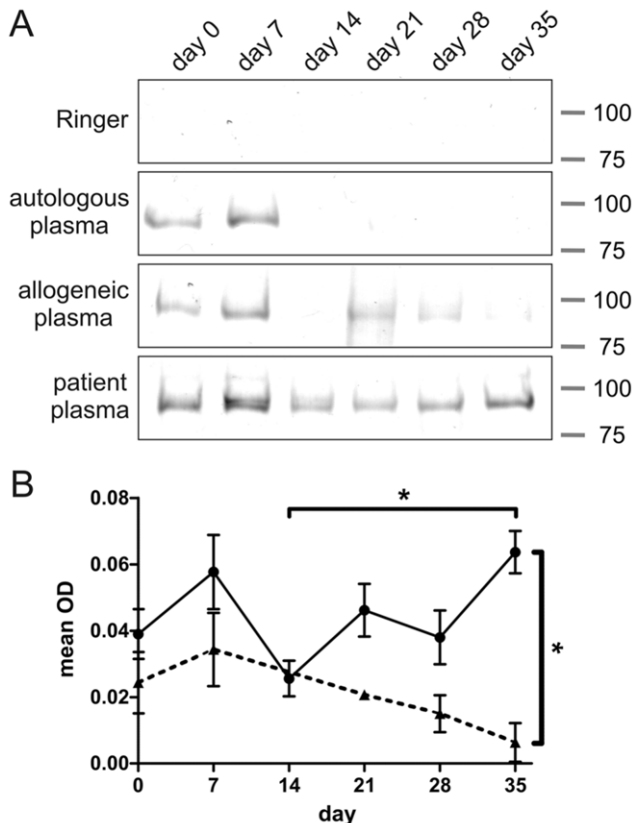 A
day 0 day 7 day 14 day 21 day 28 day 35
Ringer
100
75
autologous
plasma
100
75
allogeneic
plasma
100
75
patient
plasma
100
75
B
0.08
0.06
0.04
0.02
0.00
mean OD
*
*
0 7 14 21 28 35
day